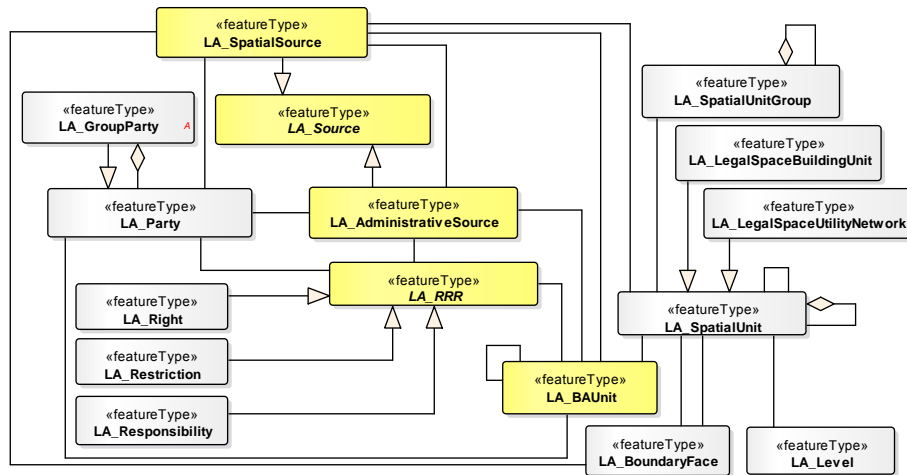 «featureType»
LA_SpatialSource
«featureType»
LA_SpatialUnitGroup
«featureType»
LA_GroupParty
A
«featureType»
LA_Source
«featureType»
LA_LegalSpaceBuildingUnit
«featureType»
LA_Party
«featureType»
LA_AdministrativeSource
«featureType»
LA_LegalSpaceUtilityNetwork
«featureType»
LA_RRR
«featureType»
LA_Right
«featureType»
LA_SpatialUnit
«featureType»
LA_Restriction
«featureType»
LA_BAUnit
«featureType»
LA_Responsibility
«featureType»
LA_BoundaryFace
«featureType»
LA_Level